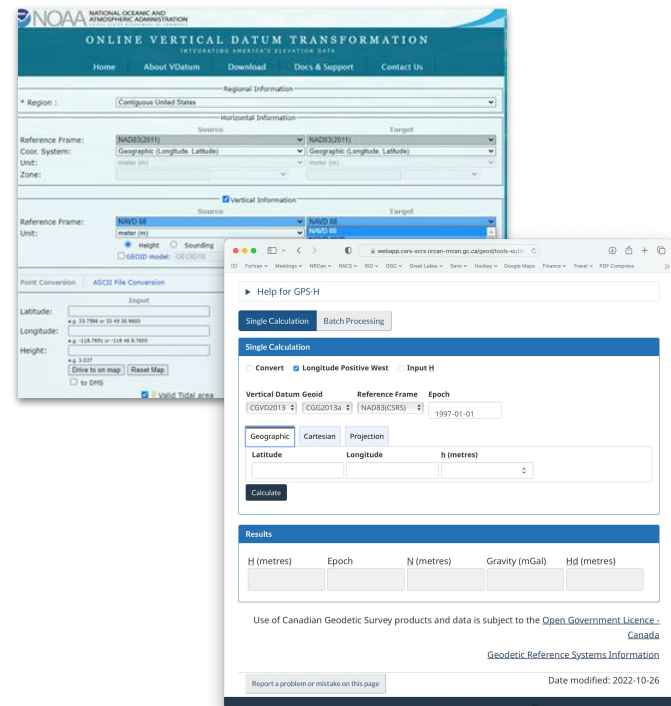 NOAA NATIONAL OCEANIC AND
ATMOSPHERIC ADMINISTRATION
ONLINE VERTICAL DATUM TRANSFORMATION
INTEGRATING AMERICA'S ELEVATION DATA
Home About VDatum Download Docs & Support Contact Us
Regional Information
* Region : Contiguous United States
Horizontal Information
Source Target
Reference Frame: NAD83(2011) NAD83(2011)
Coor. System: Geographic (Longitude, Latitude) Geographic (Longitude, Latitude)
Unit: meter (m) meter (m)
Zone:
Vertical Information
Source Target
Reference Frame: NAVD 88 NAVD 88
Unit: meter (m) NAVD 88
Height Sounding
GEOID model: GEOID18
Point Conversion ASCII File Conversion
Input
Latitude:
e.g. 33.7586 or 33 45 30.9600
Longitude:
e.g. -118.7691 or -118 46 8.7600
Height:
e.g. 3.037
Drive to on map Reset Map
to DMS
Valid Tidal area
webapp.csrs-scrs.nrcan-rncan.gc.ca/geod/tools-outils
Fortran Meetings NRCan RACS ISO OGC Great Lakes Sens Hockey Google Maps Finance Travel PDF Compress
Help for GPS·H
Single Calculation Batch Processing
Single Calculation
Convert Longitude Positive West Input H
Vertical Datum Geoid Reference Frame Epoch
CGVD2013 CGG2013a NAD83(CSRS) 1997-01-01
Geographic Cartesian Projection
Latitude Longitude h (metres)
Calculate
Results
H (metres) Epoch N (metres) Gravity (mGal) Hd (metres)
Use of Canadian Geodetic Survey products and data is subject to the Open Government Licence -
Canada
Geodetic Reference Systems Information
Report a problem or mistake on this page Date modified: 2022-10-26